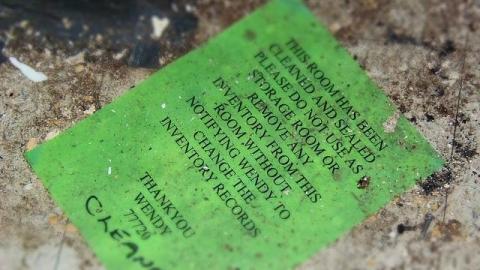 THIS ROOM HAS BEEN
CLEANED AND SEALED
PLEASE DO NOT USE AS
STORAGE ROOM OR
REMOVE ANY
INVENTORY FROM THIS
ROOM WITHOUT
NOTIFYING WENDY TO
CHANGE THE
INVENTORY RECORDS
THANKYOU
WENDY
77720